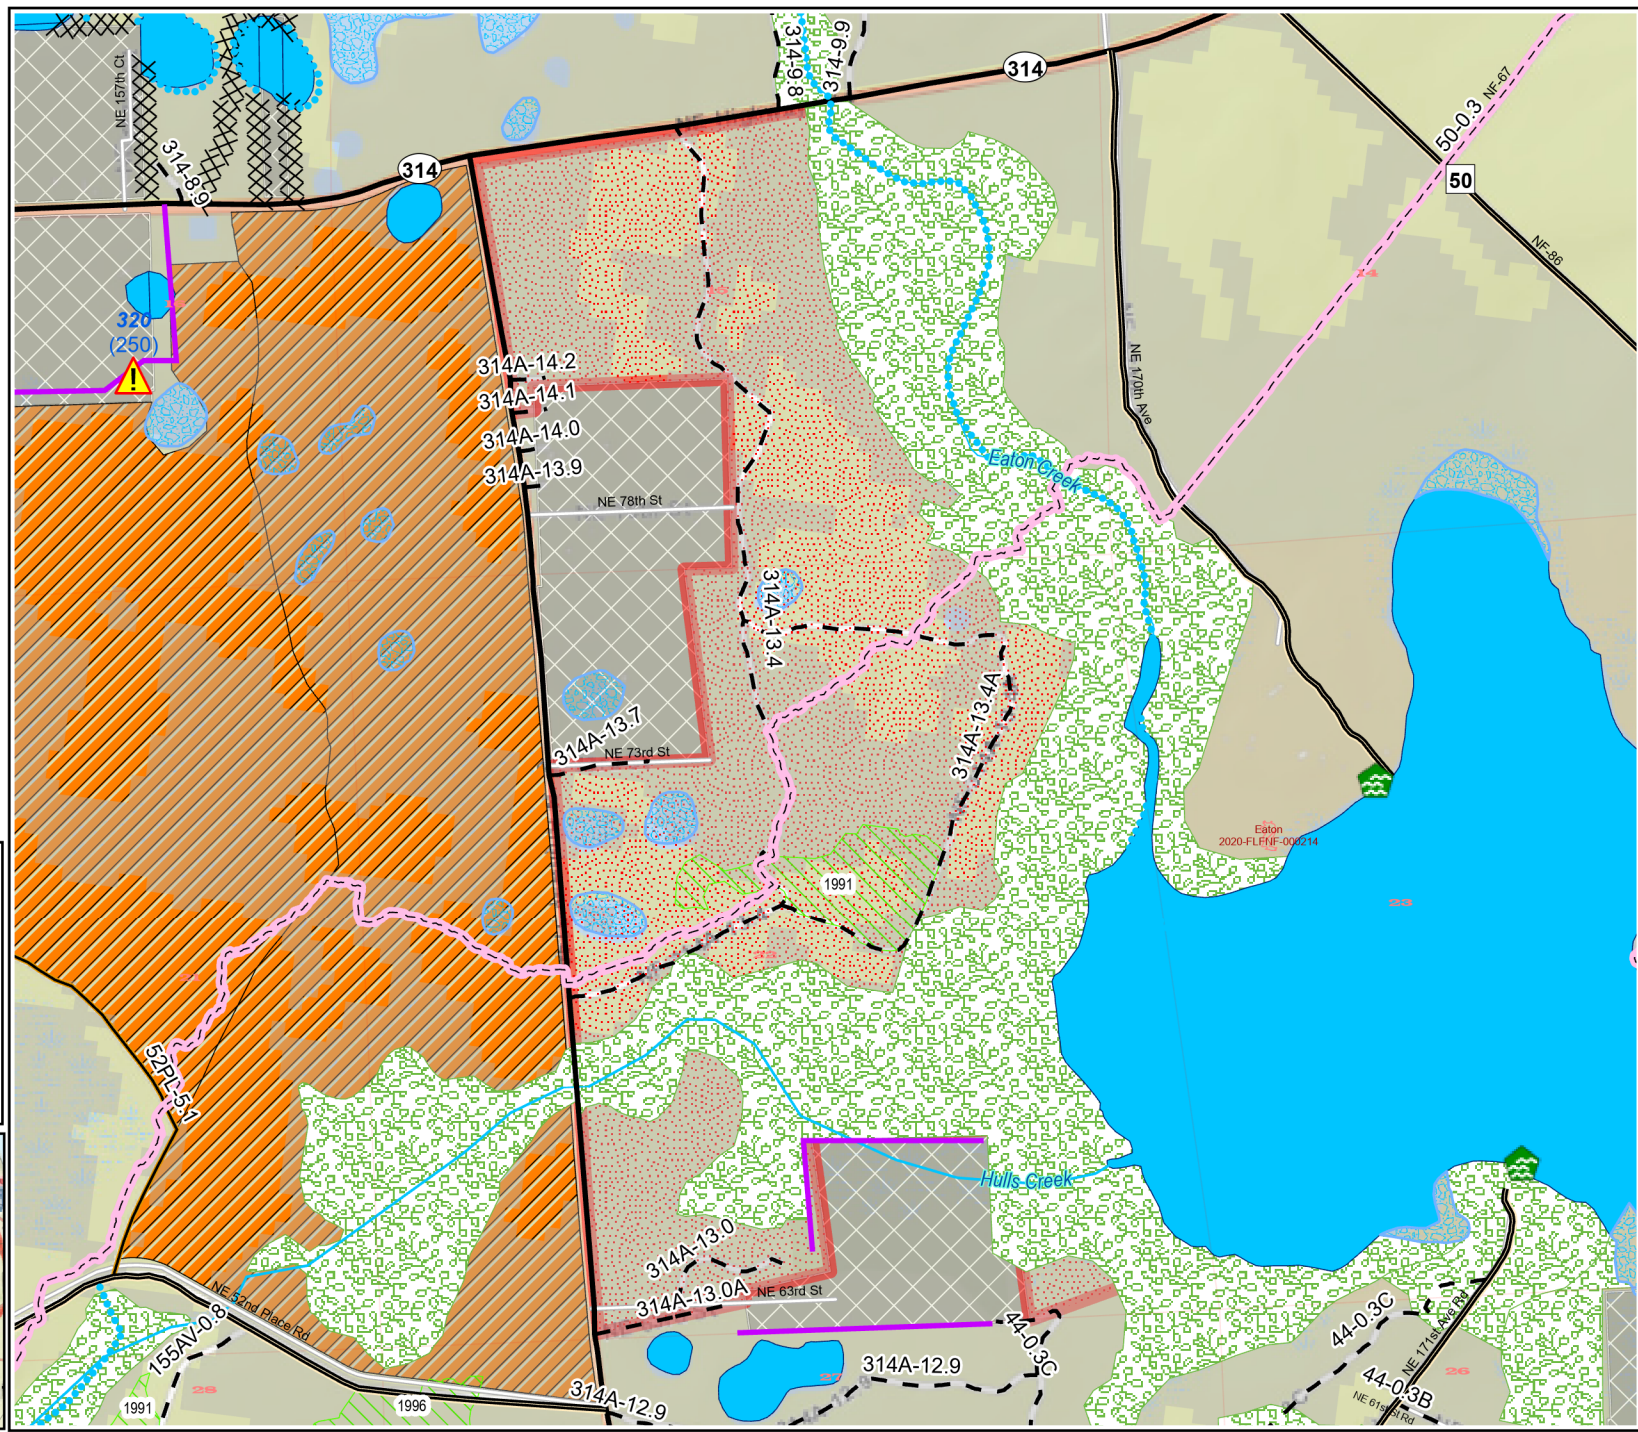 314-9.8
314-9.9
314
NE 157th Ct
50-0.3
NF-67
314-8.9
314
50
NF-86
14
320
(250)
NE 170th Ave
314A-14.2
314A-14.1
314A-14.0
314A-13.9
Eaton Creek
NE 78th St
314A-13.4
314A-13.4A
314A-13.7
NE 73rd St
Eaton
2020-FLFNF-000214
1991
23
52PL-5.1
Hulls Creek
314A-13.0
314A-13.0A
NE 63rd St
NE 52nd Place Rd
155AV-0.8
44-0.3C
44-0.3C
NE 171st Ave Rd
314A-12.9
26
27
28
44-0.3B
NE 61st St Rd
314A-12.9
1991
1996